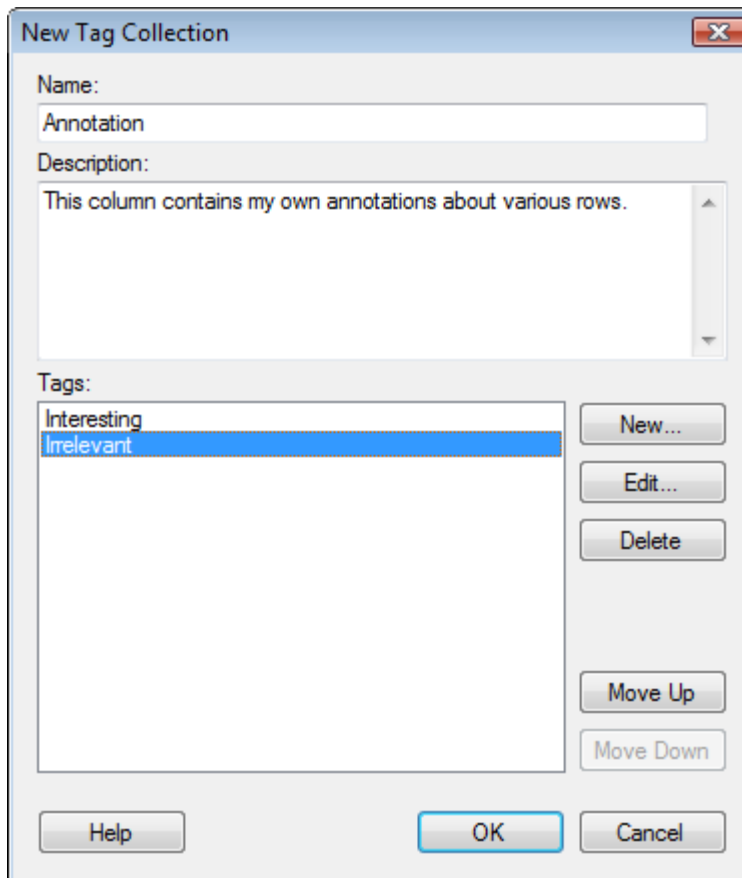 New Tag Collection
Name:
Annotation
Description:
This column contains my own annotations about various rows.
Tags:
Interesting
Irrelevant
New...
Edit...
Delete
Move Up
Move Down
Help
OK
Cancel